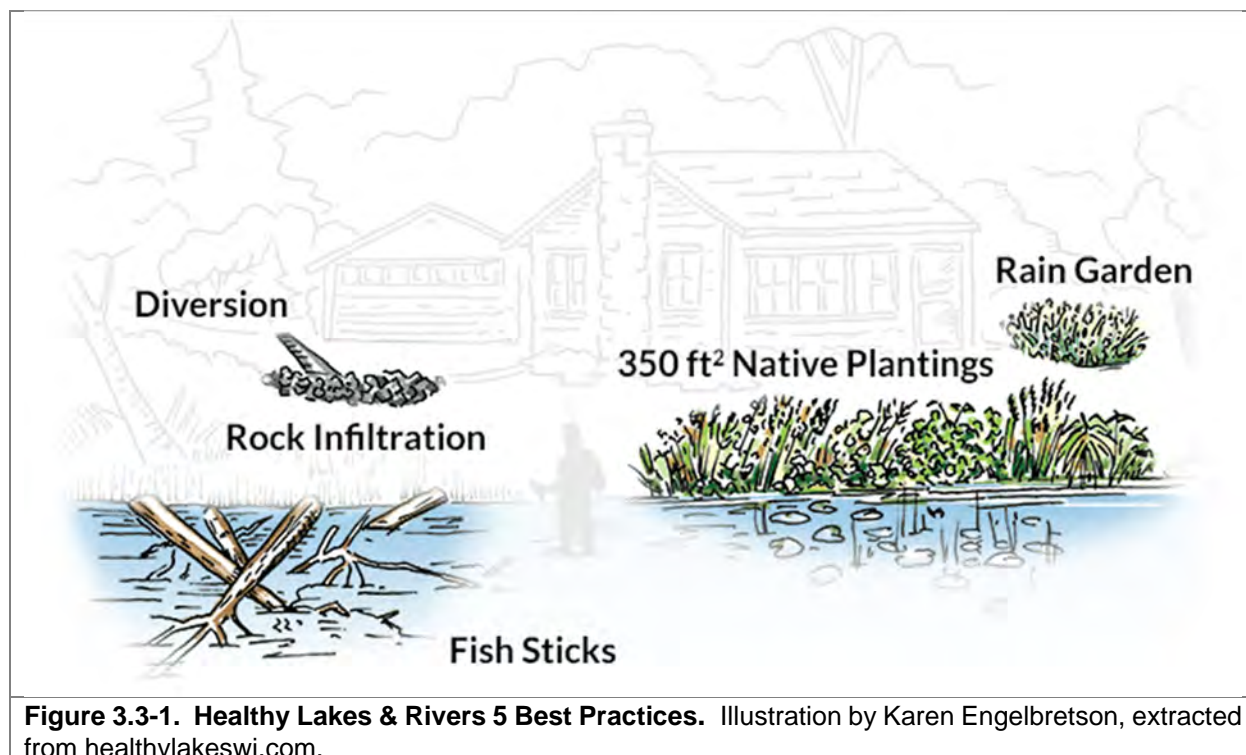 Rain Garden
Diversion
350 ft² Native Plantings
Rock Infiltration
Fish Sticks
Figure 3.3-1. Healthy Lakes & Rivers 5 Best Practices. Illustration by Karen Engelbretson, extracted
from healthylakeswi.com.